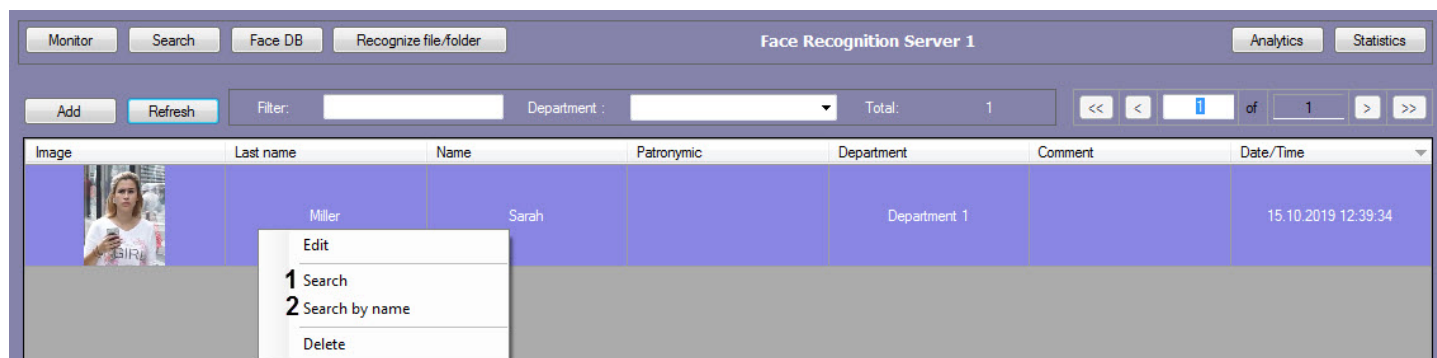 Monitor Search Face DB Recognize file/folder Face Recognition Server 1 Analytics Statistics
Add Refresh Filter: Department : Total: 1 << < 1 of 1 > >>
Image Last name Name Patronymic Department Comment Date/Time
Miller Sarah Department 1 15.10.2019 12:39:34
GIRL
Edit
1 Search
2 Search by name
Delete